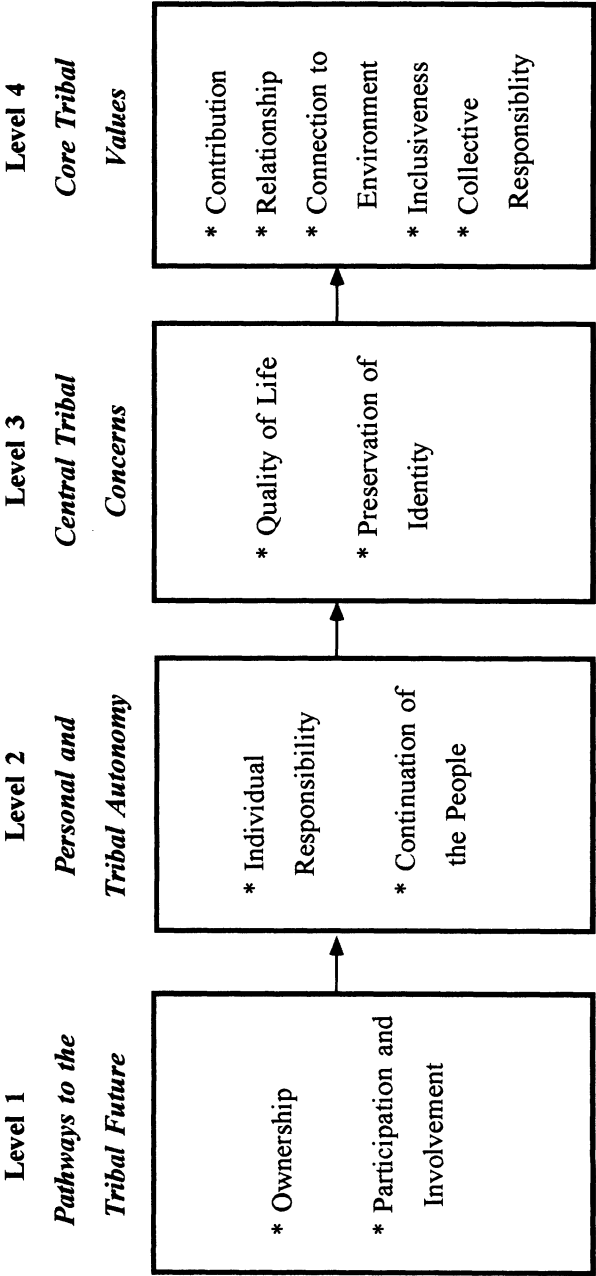 Level 1
Pathways to the
Tribal Future
* Ownership
* Participation and
Involvement
Level 2
Personal and
Tribal Autonomy
* Individual
Responsibility
* Continuation of
the People
Level 3
Central Tribal
Concerns
* Quality of Life
* Preservation of
Identity
Level 4
Core Tribal
Values
* Contribution
* Relationship
* Connection to
Environment
* Inclusiveness
* Collective
Responsiblity